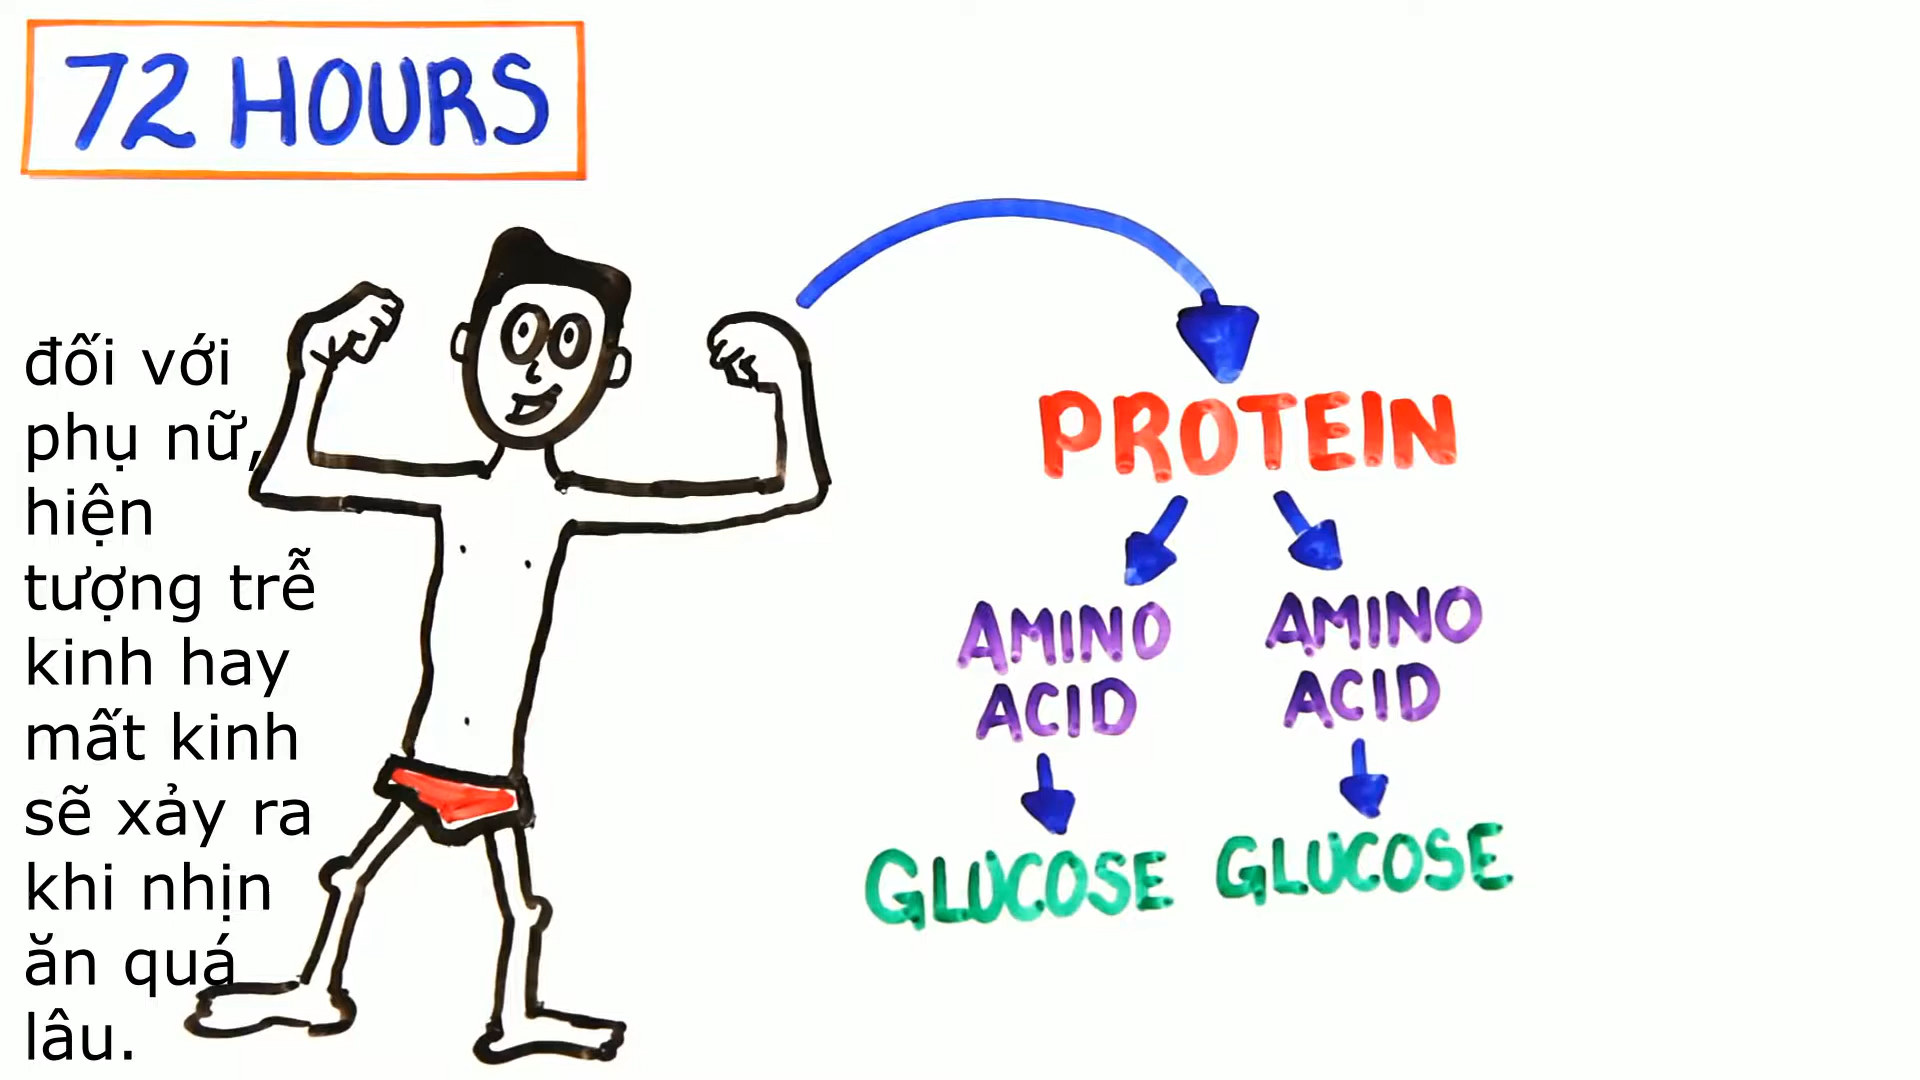 72 HOURS
đối với
phụ nữ,
hiện
tượng trễ
kinh hay
mất kinh
sẽ xảy ra
khi nhịn
ăn quá
lâu.
PROTEIN
AMINO AMINO
ACID ACID
GLUCOSE GLUCOSE